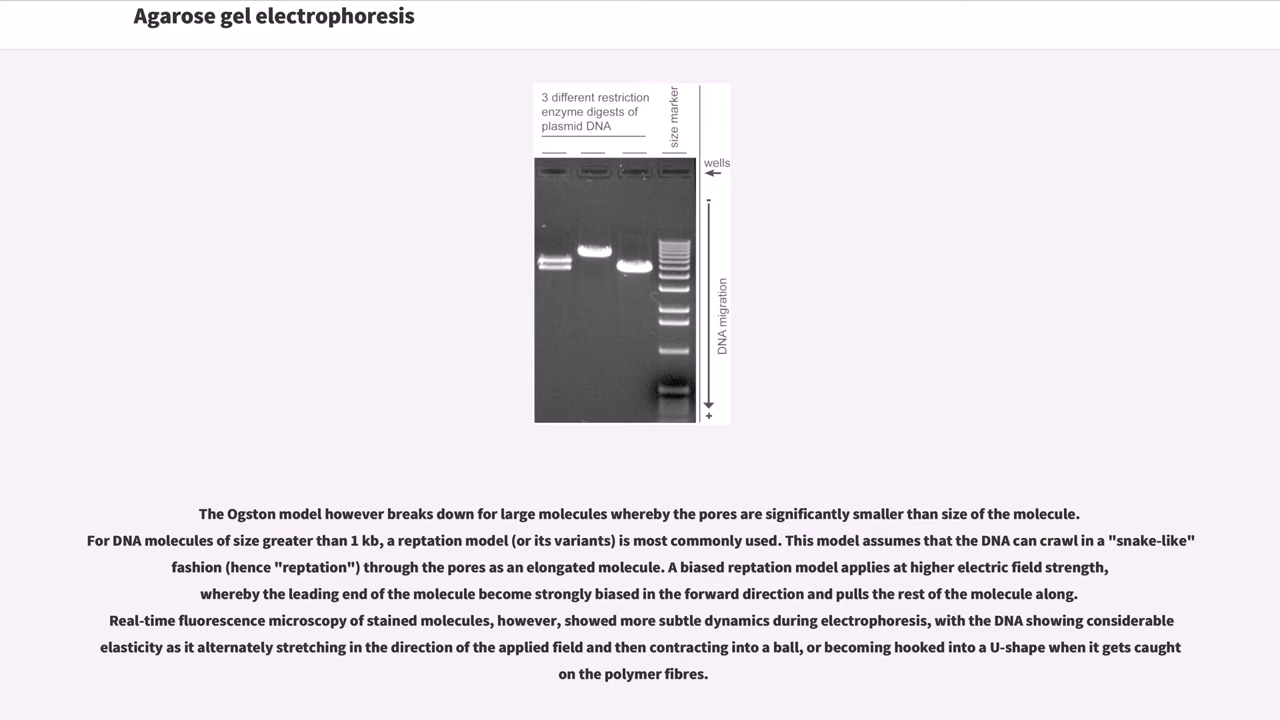 Agarose gel electrophoresis
3 different restriction
enzyme digests of
plasmid DNA
size marker
wells
-
DNA migration
+
The Ogston model however breaks down for large molecules whereby the pores are significantly smaller than size of the molecule.
For DNA molecules of size greater than 1 kb, a reptation model (or its variants) is most commonly used. This model assumes that the DNA can crawl in a "snake-like"
fashion (hence "reptation") through the pores as an elongated molecule. A biased reptation model applies at higher electric field strength,
whereby the leading end of the molecule become strongly biased in the forward direction and pulls the rest of the molecule along.
Real-time fluorescence microscopy of stained molecules, however, showed more subtle dynamics during electrophoresis, with the DNA showing considerable
elasticity as it alternately stretching in the direction of the applied field and then contracting into a ball, or becoming hooked into a U-shape when it gets caught
on the polymer fibres.